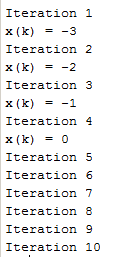 Iteration 1
x(k) = -3
Iteration 2
x(k) = -2
Iteration 3
x(k) = -1
Iteration 4
x(k) = 0
Iteration 5
Iteration 6
Iteration 7
Iteration 8
Iteration 9
Iteration 10